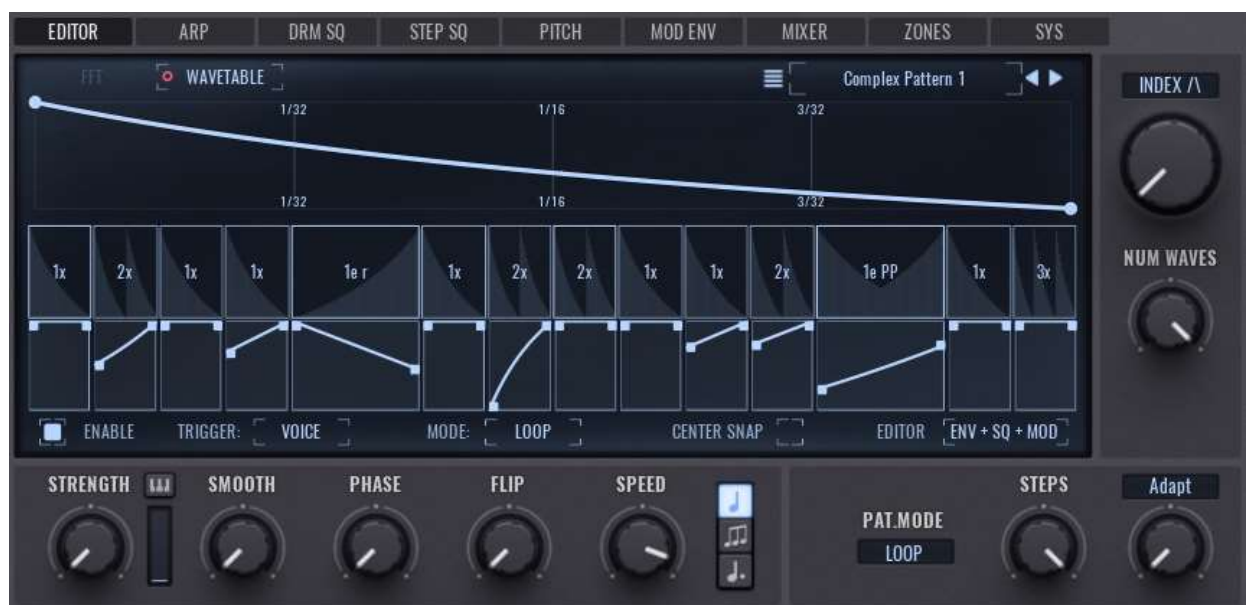 EDITOR ARP DRM SQ STEP SQ PITCH MOD ENV MIXER ZONES SYS
FFT WAVETABLE Complex Pattern 1
INDEX /\
1/32 1/16 3/32
1/32 1/16 3/32
NUM WAVES
1x 2x 1x 1x 1e r 1x 2x 2x 1x 1x 2x 1e PP 1x 3x
ENABLE TRIGGER: VOICE MODE: LOOP CENTER SNAP EDITOR ENV + SQ + MOD
STRENGTH SMOOTH PHASE FLIP SPEED STEPS Adapt
PAT.MODE
LOOP